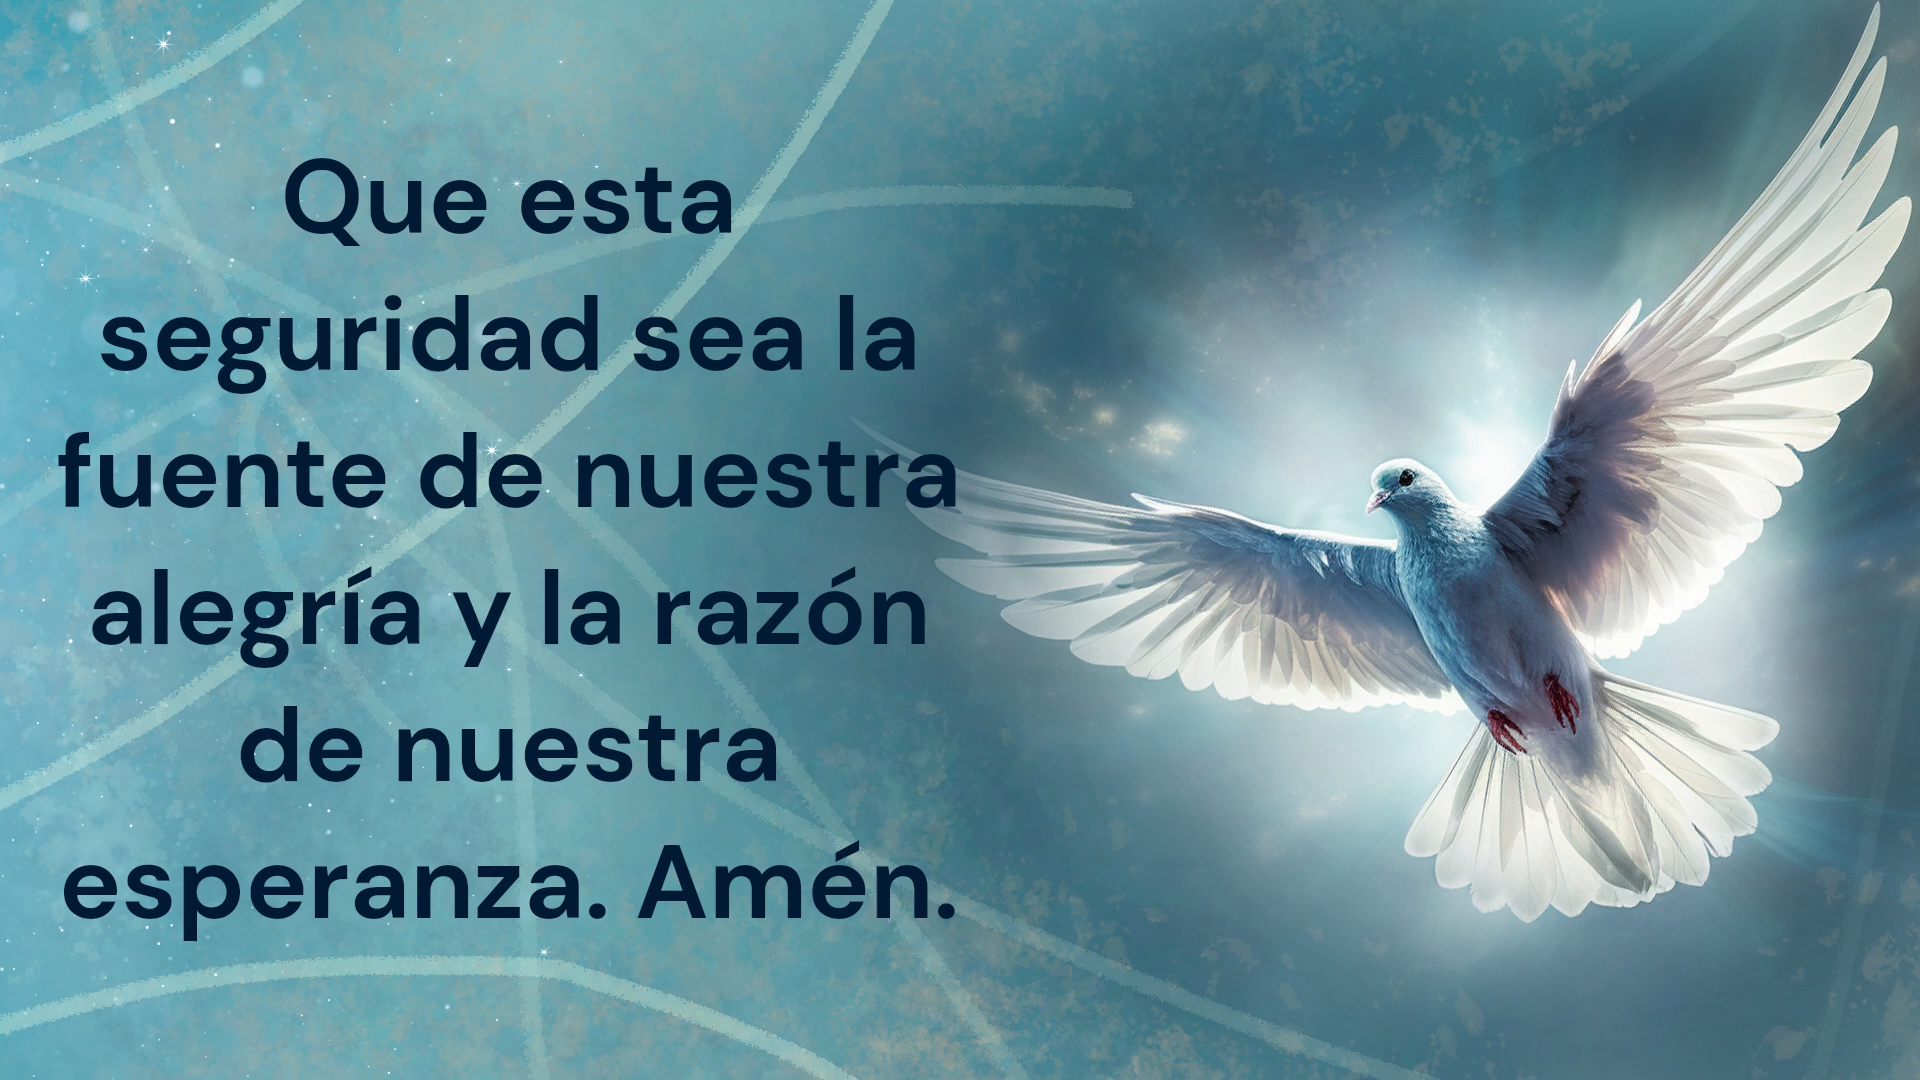 Que esta
seguridad sea la
fuente de nuestra
alegría y la razón
de nuestra
esperanza. Amén.